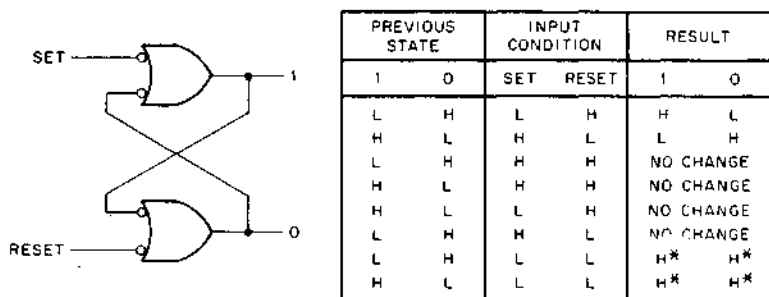 SET
1
0
RESET
PREVIOUS STATE INPUT CONDITION RESULT
1 0 SET RESET 1 0
L H L H H L
H L H L L H
L H H H NO CHANGE
H L H H NO CHANGE
H L L H NO CHANGE
L H H L NO CHANGE
L H L L H* H*
H L L L H* H*